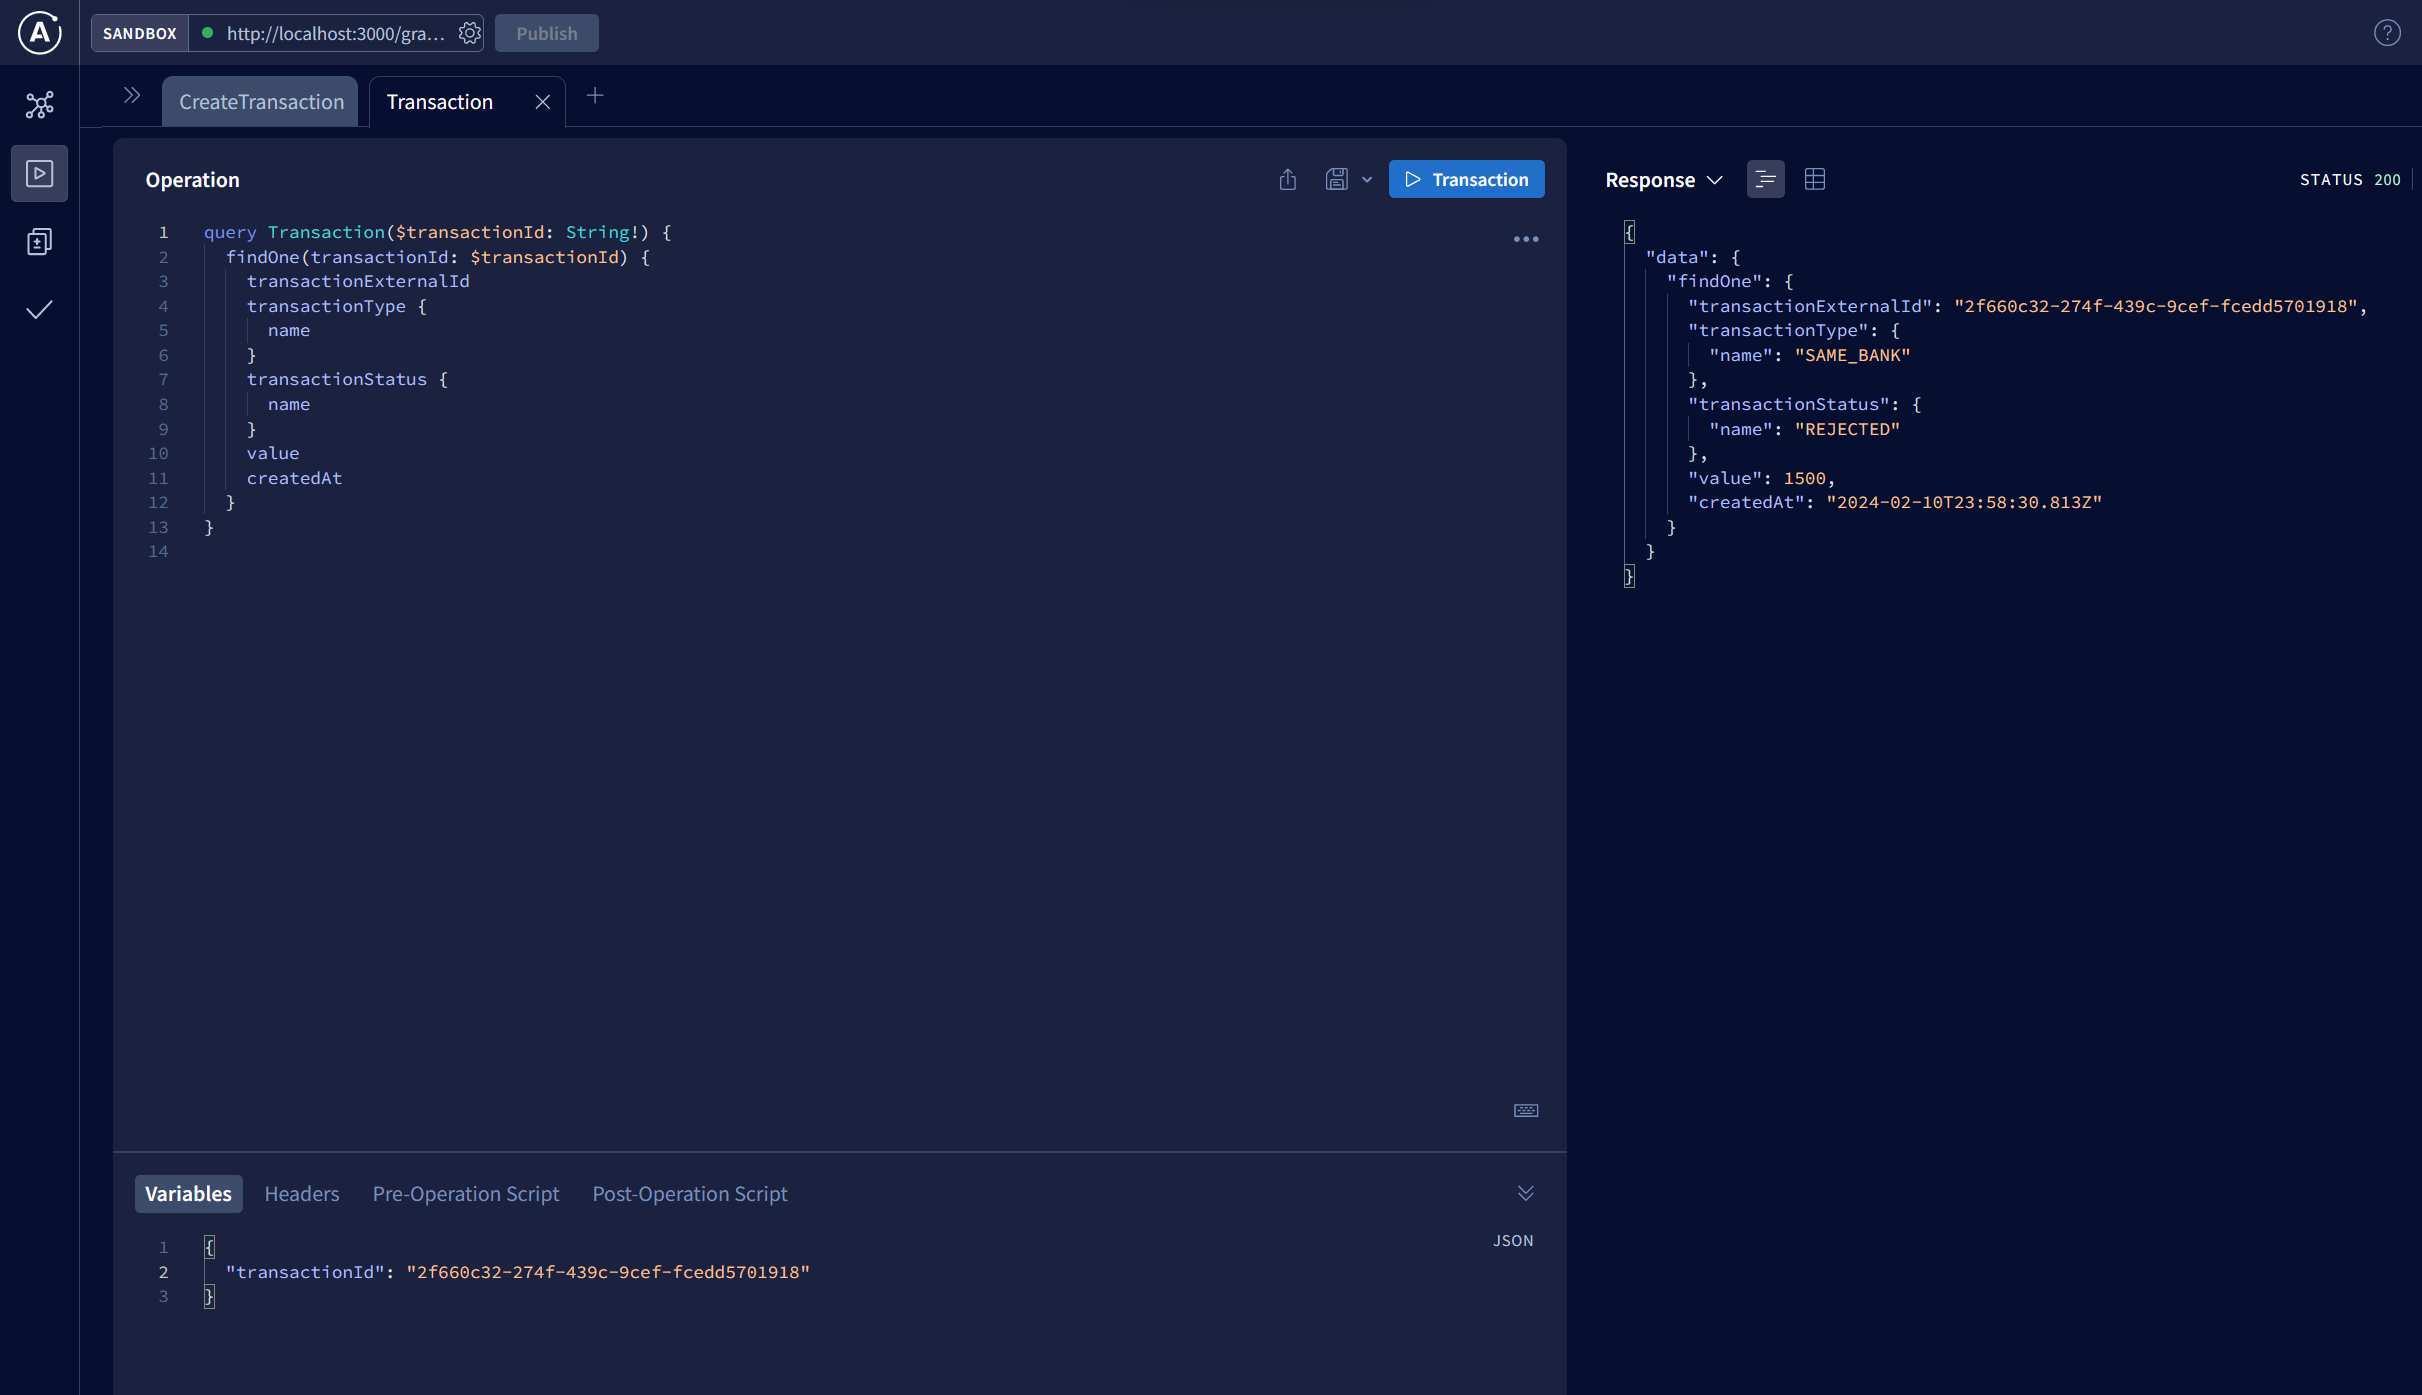 SANDBOX http://localhost:3000/gra... Publish
CreateTransaction Transaction
Operation Transaction
1 query Transaction($transactionId: String!) {
2 findOne(transactionId: $transactionId) {
3 transactionExternalId
4 transactionType {
5 name
6 }
7 transactionStatus {
8 name
9 }
10 value
11 createdAt
12 }
13 }
14
Variables Headers Pre-Operation Script Post-Operation Script
JSON
1 {
2 "transactionId": "2f660c32-274f-439c-9cef-fcedd5701918"
3 }
Response STATUS 200
{
"data": {
"findOne": {
"transactionExternalId": "2f660c32-274f-439c-9cef-fcedd5701918",
"transactionType": {
"name": "SAME_BANK"
},
"transactionStatus": {
"name": "REJECTED"
},
"value": 1500,
"createdAt": "2024-02-10T23:58:30.813Z"
}
}
}